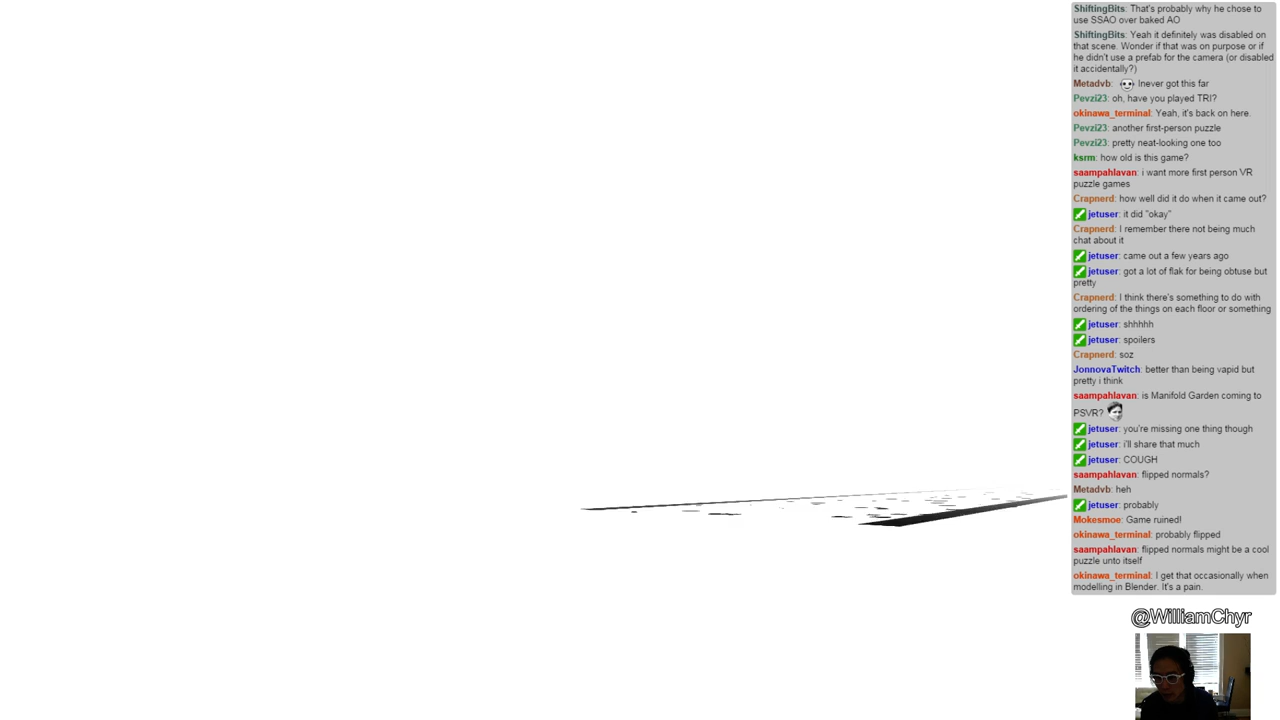 ShiftingBits: That's probably why he chose to
use SSAO over baked AO
ShiftingBits: Yeah it definitely was disabled on
that scene. Wonder if that was on purpose or if
he didn't use a prefab for the camera (or disabled
it accidentally?)
Metadvb: Inever got this far
Pevzi23: oh, have you played TRI?
okinawa_terminal: Yeah, it's back on here.
Pevzi23: another first-person puzzle
Pevzi23: pretty neat-looking one too
ksrm: how old is this game?
saampahlavan: i want more first person VR
puzzle games
Crapnerd: how well did it do when it came out?
jetuser: it did "okay"
Crapnerd: I remember there not being much
chat about it
jetuser: came out a few years ago
jetuser: got a lot of flak for being obtuse but
pretty
Crapnerd: I think there's something to do with
ordering of the things on each floor or something
jetuser: shhhhh
jetuser: spoilers
Crapnerd: soz
JonnovaTwitch: better than being vapid but
pretty i think
saampahlavan: is Manifold Garden coming to
PSVR?
jetuser: you're missing one thing though
jetuser: i'll share that much
jetuser: COUGH
saampahlavan: flipped normals?
Metadvb: heh
jetuser: probably
Mokesmoe: Game ruined!
okinawa_terminal: probably flipped
saampahlavan: flipped normals might be a cool
puzzle unto itself
okinawa_terminal: I get that occasionally when
modelling in Blender. It's a pain.
@WilliamChyr